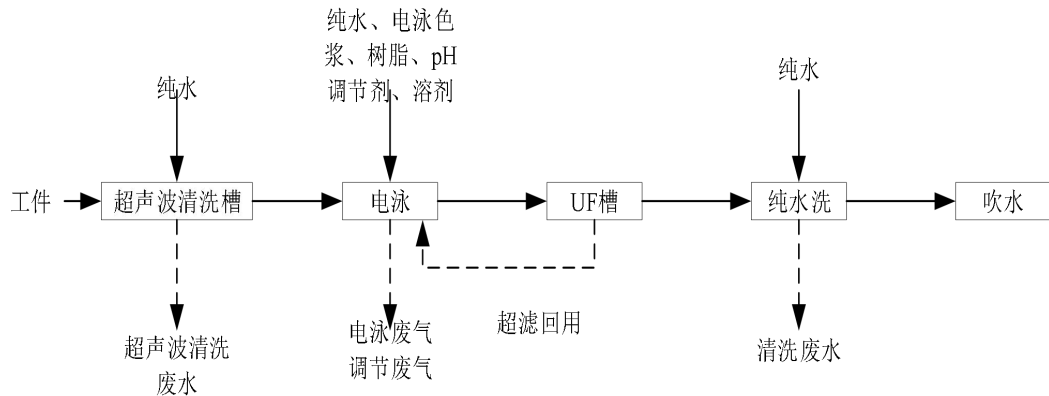 纯水、电泳色
浆、树脂、pH
调节剂、溶剂
纯水
纯水
工件
超声波清洗槽
电泳
UF槽
纯水洗
吹水
超滤回用
电泳废气
调节废气
超声波清洗
废水
清洗废水